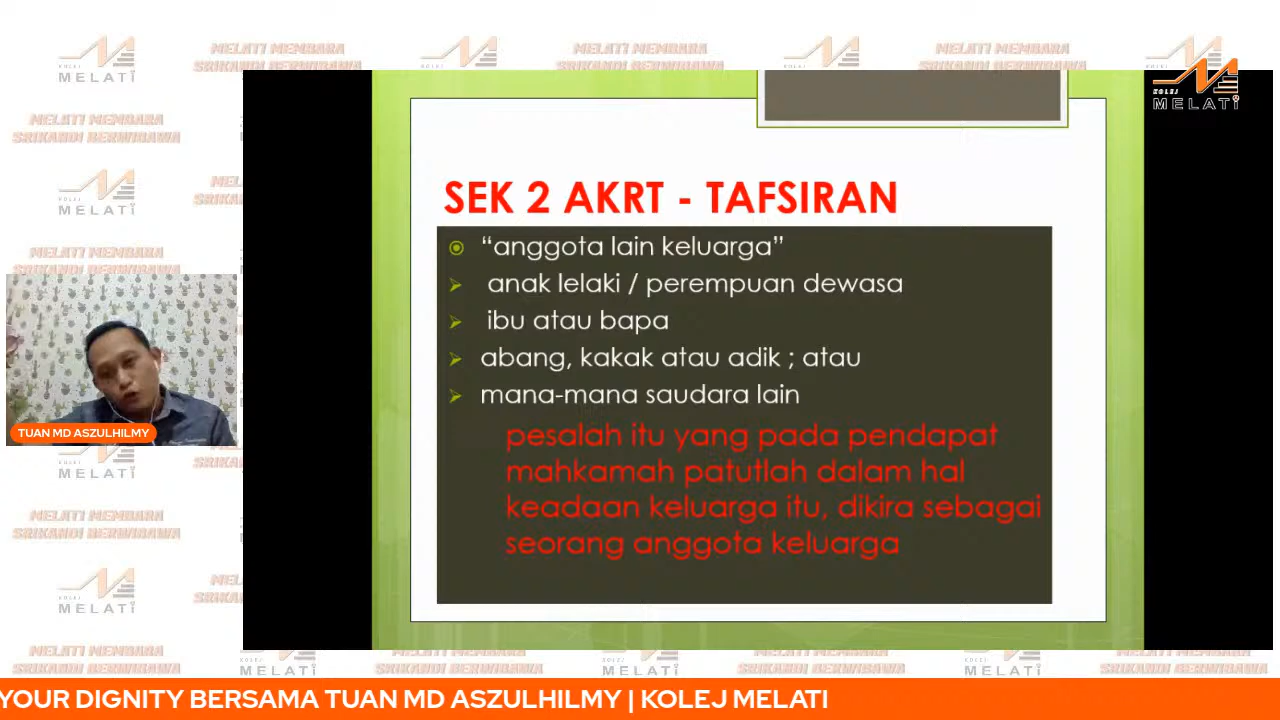 MELATI MEMBARA
SRIKANDI BERWIBAWA
KOLEJ
MELATi
SEK 2 AKRT - TAFSIRAN
“anggota lain keluarga”
anak lelaki / perempuan dewasa
ibu atau bapa
abang, kakak atau adik ; atau
mana-mana saudara lain
pesalah itu yang pada pendapat
mahkamah patutlah dalam hal
keadaan keluarga itu, dikira sebagai
seorang anggota keluarga
TUAN MD ASZULHILMY
YOUR DIGNITY BERSAMA TUAN MD ASZULHILMY | KOLEJ MELATI